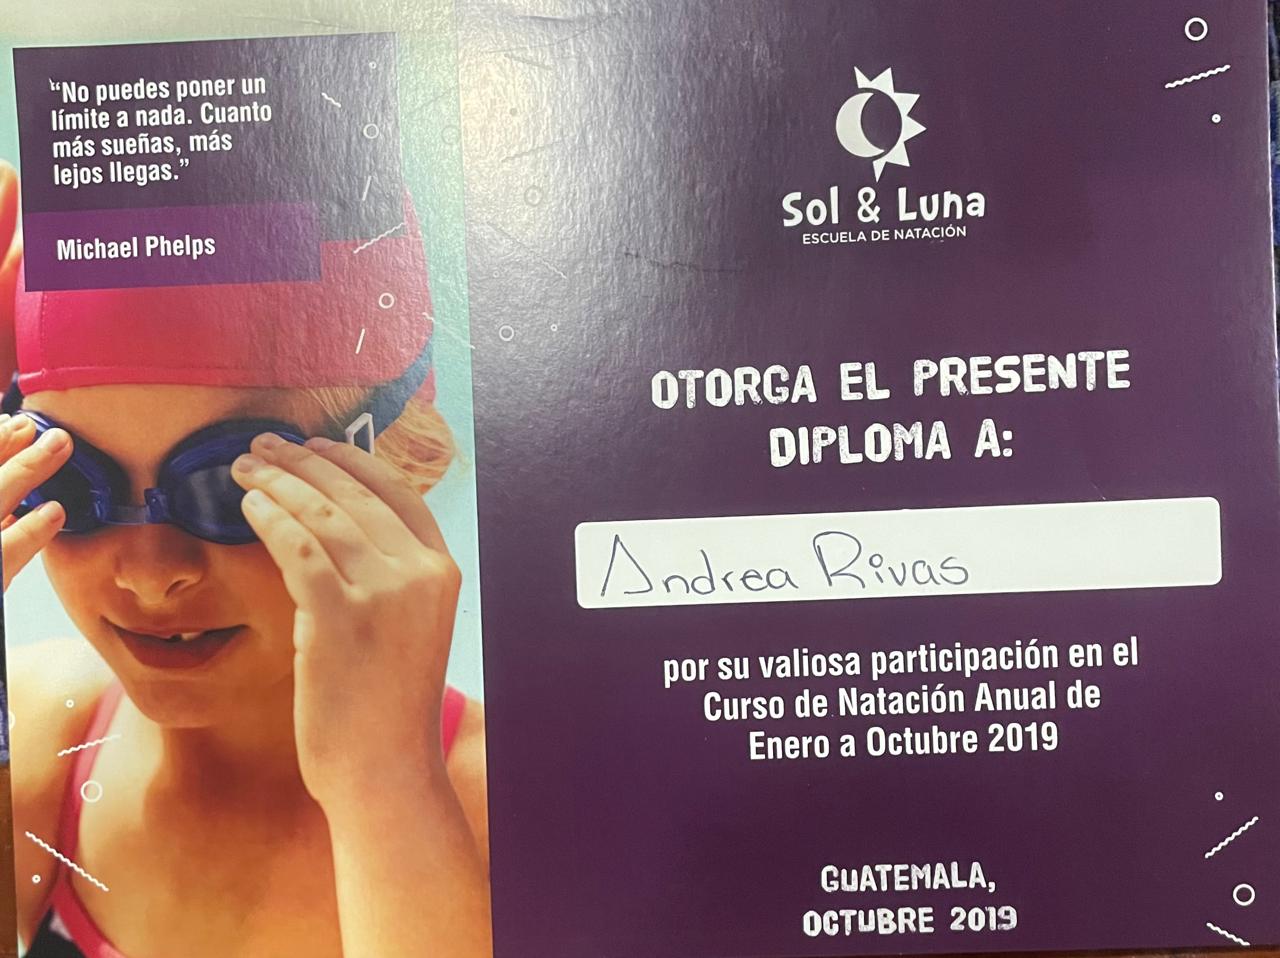 “No puedes poner un
límite a nada. Cuanto
más sueñas, más
lejos llegas.”
Michael Phelps
Sol & Luna
ESCUELA DE NATACIÓN
OTORGA EL PRESENTE
DIPLOMA A:
Andrea Rivas
por su valiosa participación en el
Curso de Natación Anual de
Enero a Octubre 2019
GUATEMALA,
OCTUBRE 2019